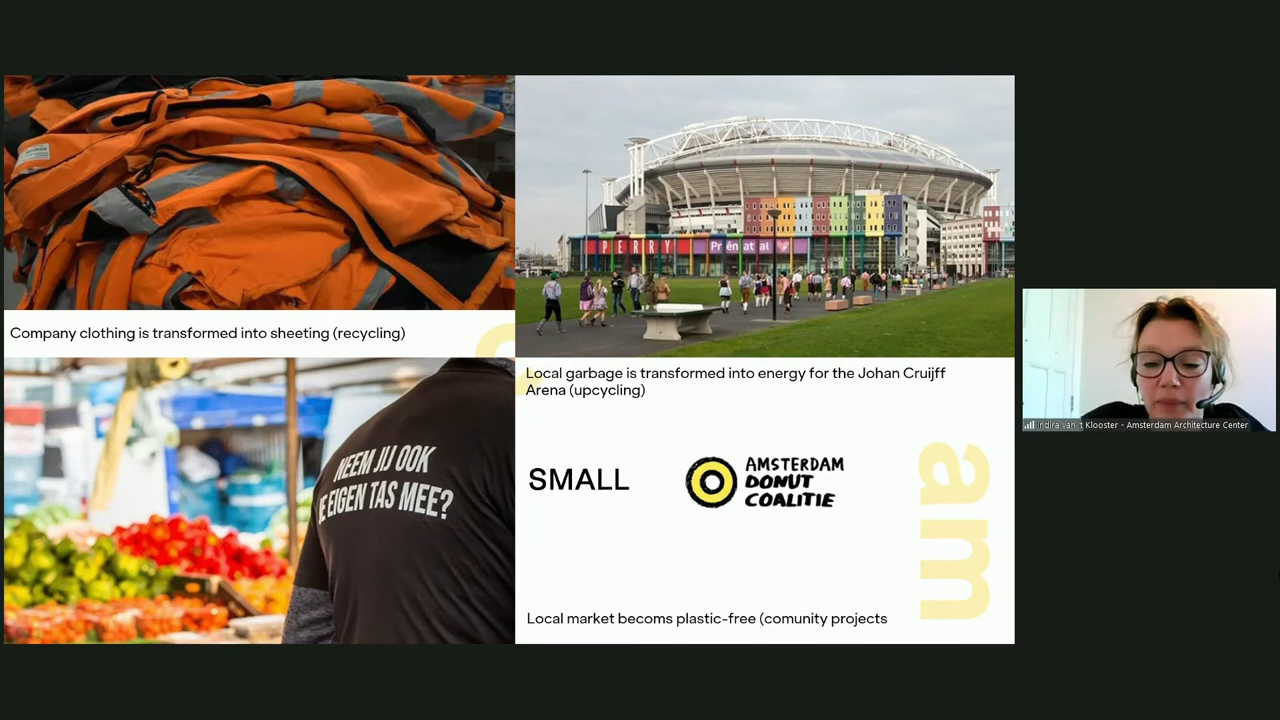 PERRY
Prénatal
Company clothing is transformed into sheeting (recycling)
Local garbage is transformed into energy for the Johan Cruijff
Arena (upcycling)
NEEM JIJ OOK
JE EIGEN TAS MEE?
SMALL
AMSTERDAM
DONUT
COALITIE
am
Local market becoms plastic-free (comunity projects
Indira van 't Klooster - Amsterdam Architecture Center